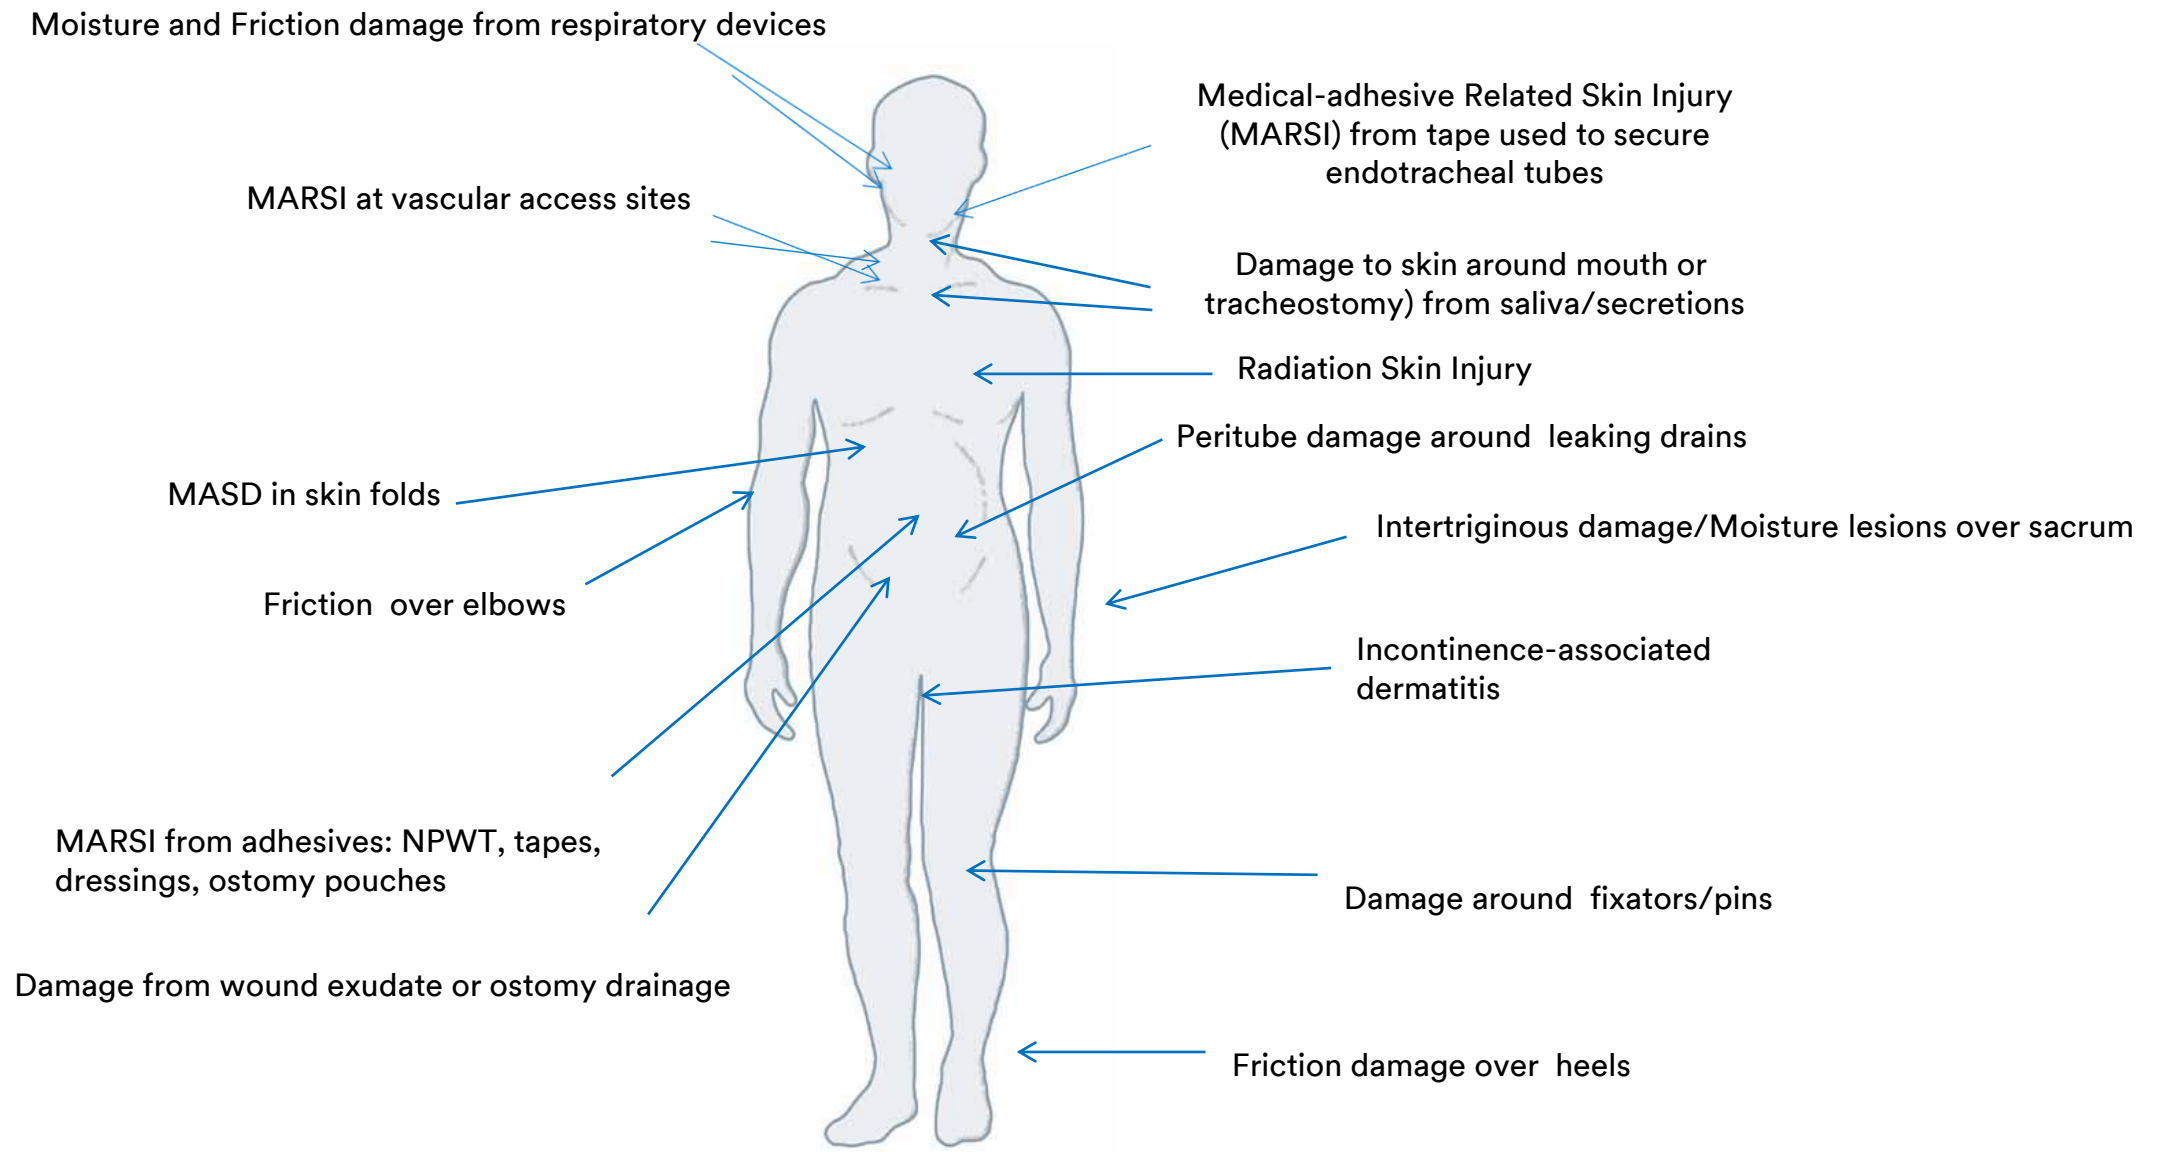 Moisture and Friction damage from respiratory devices
Medical-adhesive Related Skin Injury
(MARSI) from tape used to secure
endotracheal tubes
MARSI at vascular access sites
Damage to skin around mouth or
tracheostomy) from saliva/secretions
Radiation Skin Injury
Peritube damage around  leaking drains
MASD in skin folds
Intertriginous damage/Moisture lesions over sacrum
Friction  over elbows
Incontinence-associated
dermatitis
MARSI from adhesives: NPWT, tapes,
dressings, ostomy pouches
Damage around  fixators/pins
Damage from wound exudate or ostomy drainage
Friction damage over  heels